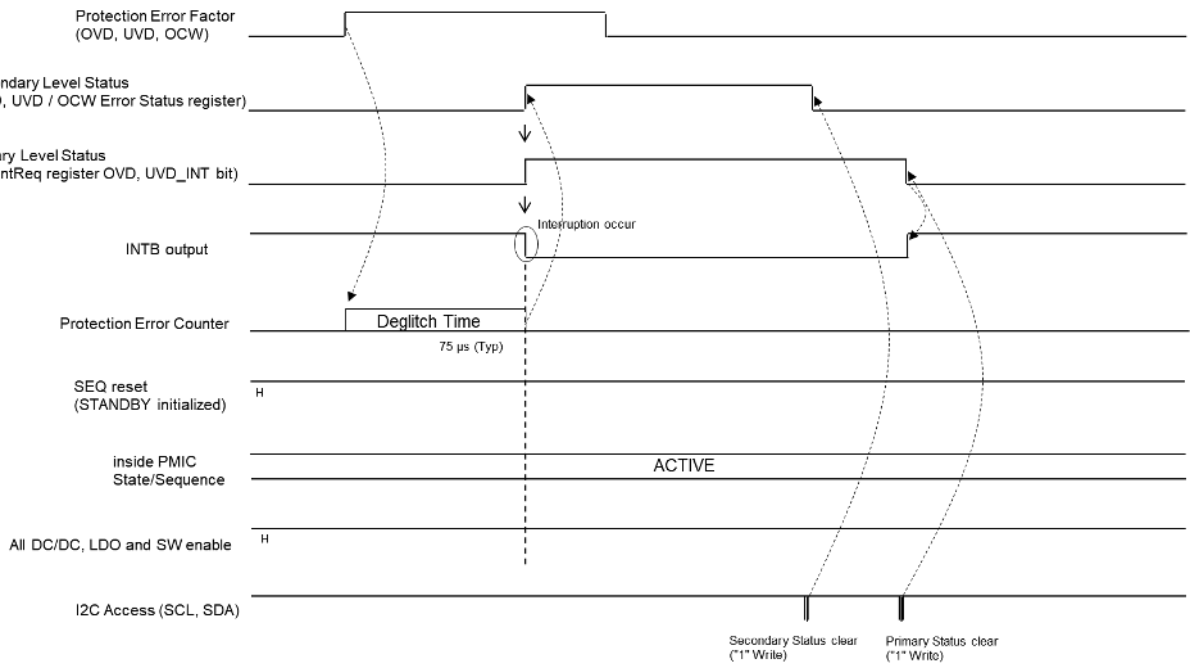 Protection Error Factor
(OVD, UVD, OCW)
ndary Level Status
, UVD / OCW Error Status register)
ry Level Status
ntReq register OVD, UVD_INT bit)
Interruption occur
INTB output
Protection Error Counter
Deglitch Time
75 μs (Typ)
SEQ reset
(STANDBY initialized)
H
inside PMIC
State/Sequence
ACTIVE
All DC/DC, LDO and SW enable
H
I2C Access (SCL, SDA)
Secondary Status clear
("1" Write)
Primary Status clear
("1" Write)